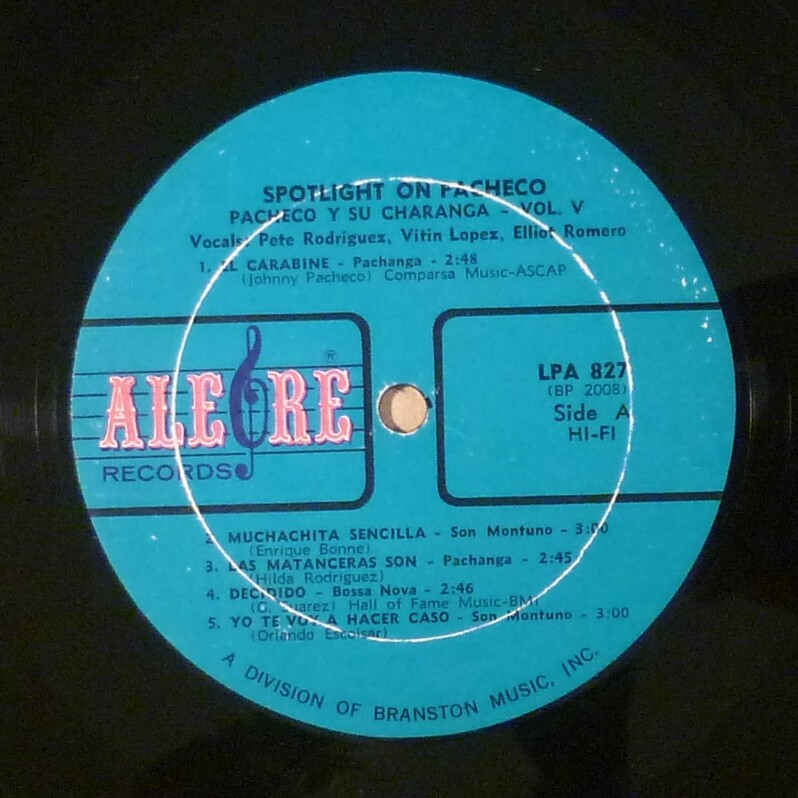 SPOTLIGHT ON PACHECO
PACHECO Y SU CHARANGA - VOL. V
Vocals: Pete Rodriguez, Vitin Lopez, Elliot Romero
1. EL CARABINE - Pachanga - 2:48
(Johnny Pacheco) Comparsa Music-ASCAP
ALEGRE ®
RECORDS
LPA 827
(BP 2008)
Side A
HI-FI
2. MUCHACHITA SENCILLA - Son Montuno - 3:00
(Enrique Bonne)
3. LAS MATANCERAS SON - Pachanga - 2:45
(Hilda Rodriguez)
4. DECIDIDO - Bossa Nova - 2:46
(C. Suarez) Hall of Fame Music-BMI
5. YO TE VOY A HACER CASO - Son Montuno - 3:00
(Orlando Escoisar)
A DIVISION OF BRANSTON MUSIC, INC.